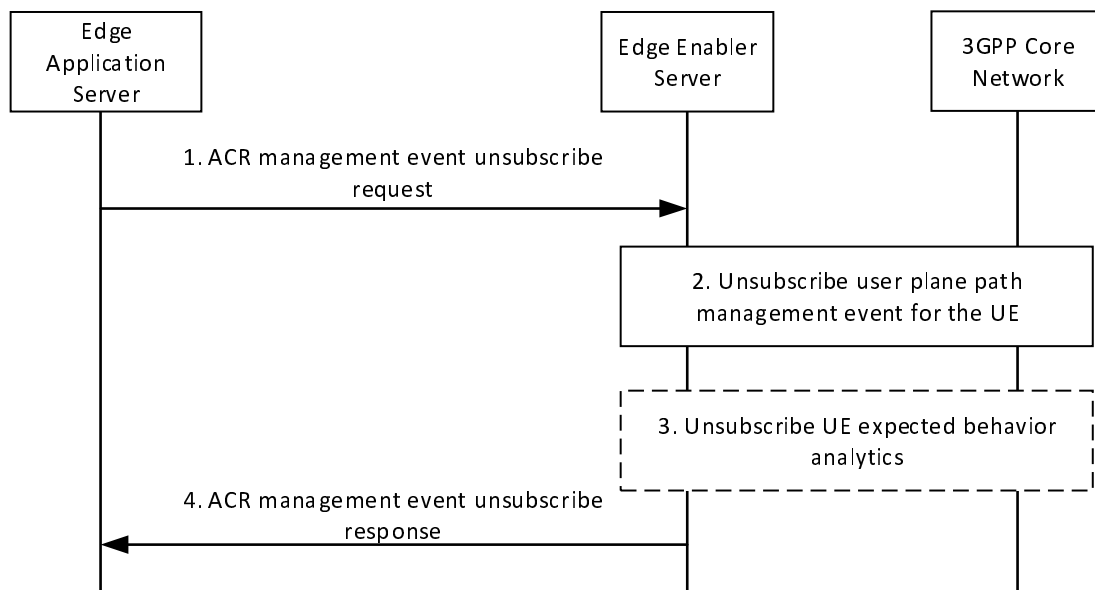 Edge
Application
Server
Edge Enabler
Server
3GPP Core
Network
1. ACR management event unsubscribe
request
2. Unsubscribe user plane path
management event for the UE
3. Unsubscribe UE expected behavior
analytics
4. ACR management event unsubscribe
response